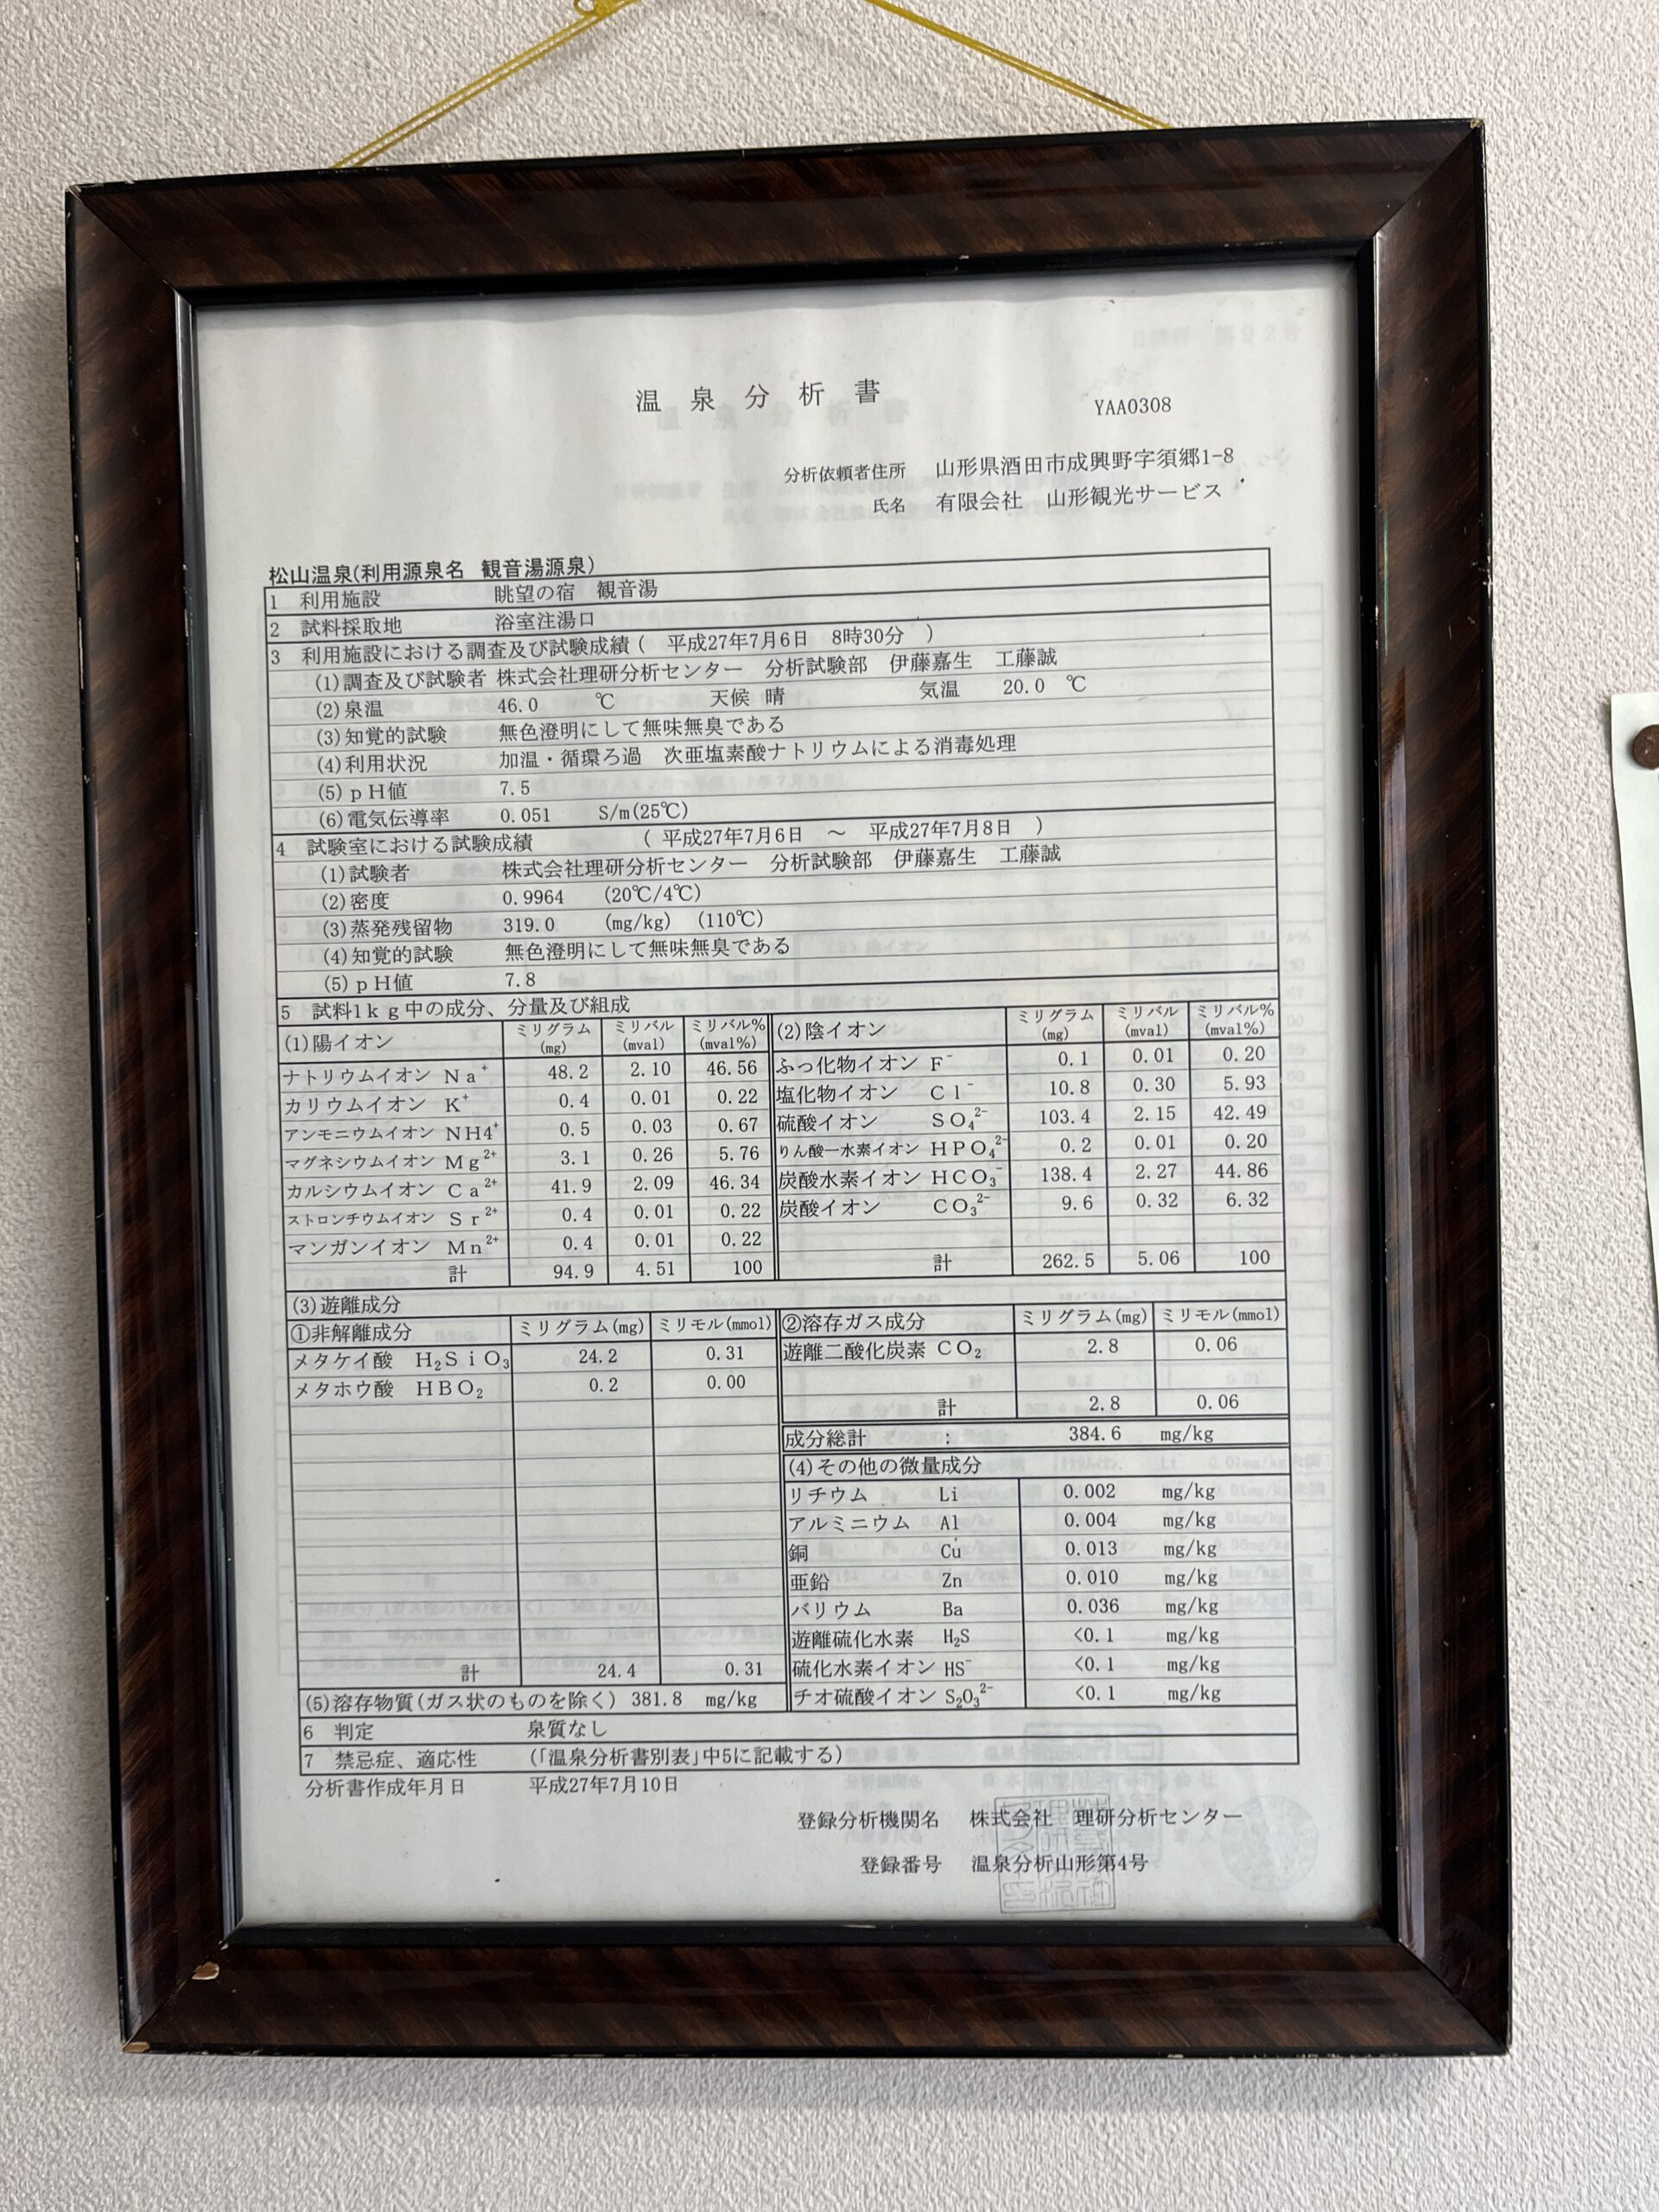 温泉分析書
YAA0308
分析依頼者住所 山形県酒田市成興野字須郷1-8
氏名 有限会社 山形観光サービス
松山温泉(利用源泉名 観音湯源泉)
1 利用施設 眺望の宿 観音湯
2 試料採取地 浴室注湯口
3 利用施設における調査及び試験成績( 平成27年7月6日 8時30分 )
(1)調査及び試験者 株式会社理研分析センター 分析試験部 伊藤嘉生 工藤誠
(2)泉温 46.0 ℃ 天候 晴 気温 20.0 ℃
(3)知覚的試験 無色澄明にして無味無臭である
(4)利用状況 加温・循環ろ過 次亜塩素酸ナトリウムによる消毒処理
(5)pH値 7.5
(6)電気伝導率 0.051 S/m(25℃)
4 試験室における試験成績 ( 平成27年7月6日 ～ 平成27年7月8日 )
(1)試験者 株式会社理研分析センター 分析試験部 伊藤嘉生 工藤誠
(2)密度 0.9964 (20℃/4℃)
(3)蒸発残留物 319.0 (mg/kg) (110℃)
(4)知覚的試験 無色澄明にして無味無臭である
(5)pH値 7.8
5 試料1kg中の成分、分量及び組成
(1)陽イオン ミリグラム(mg) ミリバル(mval) ミリバル%(mval%)
ナトリウムイオン Na⁺ 48.2 2.10 46.56
カリウムイオン K⁺ 0.4 0.01 0.22
アンモニウムイオン NH4⁺ 0.5 0.03 0.67
マグネシウムイオン Mg²⁺ 3.1 0.26 5.76
カルシウムイオン Ca²⁺ 41.9 2.09 46.34
ストロンチウムイオン Sr²⁺ 0.4 0.01 0.22
マンガンイオン Mn²⁺ 0.4 0.01 0.22
計 94.9 4.51 100
(2)陰イオン ミリグラム(mg) ミリバル(mval) ミリバル%(mval%)
ふっ化物イオン F⁻ 0.1 0.01 0.20
塩化物イオン Cl⁻ 10.8 0.30 5.93
硫酸イオン SO₄²⁻ 103.4 2.15 42.49
りん酸一水素イオン HPO₄²⁻ 0.2 0.01 0.20
炭酸水素イオン HCO₃⁻ 138.4 2.27 44.86
炭酸イオン CO₃²⁻ 9.6 0.32 6.32
計 262.5 5.06 100
(3)遊離成分
①非解離成分 ミリグラム(mg) ミリモル(mmol)
メタケイ酸 H₂SiO₃ 24.2 0.31
メタホウ酸 HBO₂ 0.2 0.00
計 24.4 0.31
②溶存ガス成分 ミリグラム(mg) ミリモル(mmol)
遊離二酸化炭素 CO₂ 2.8 0.06
計 2.8 0.06
成分総計 : 384.6 mg/kg
(4)その他の微量成分
リチウム Li 0.002 mg/kg
アルミニウム Al 0.004 mg/kg
銅 Cu 0.013 mg/kg
亜鉛 Zn 0.010 mg/kg
バリウム Ba 0.036 mg/kg
遊離硫化水素 H₂S <0.1 mg/kg
硫化水素イオン HS⁻ <0.1 mg/kg
チオ硫酸イオン S₂O₃²⁻ <0.1 mg/kg
(5)溶存物質(ガス状のものを除く) 381.8 mg/kg
6 判定 泉質なし
7 禁忌症、適応性 (「温泉分析書別表」中5に記載する)
分析書作成年月日 平成27年7月10日
登録分析機関名 株式会社 理研分析センター
登録番号 温泉分析山形第4号